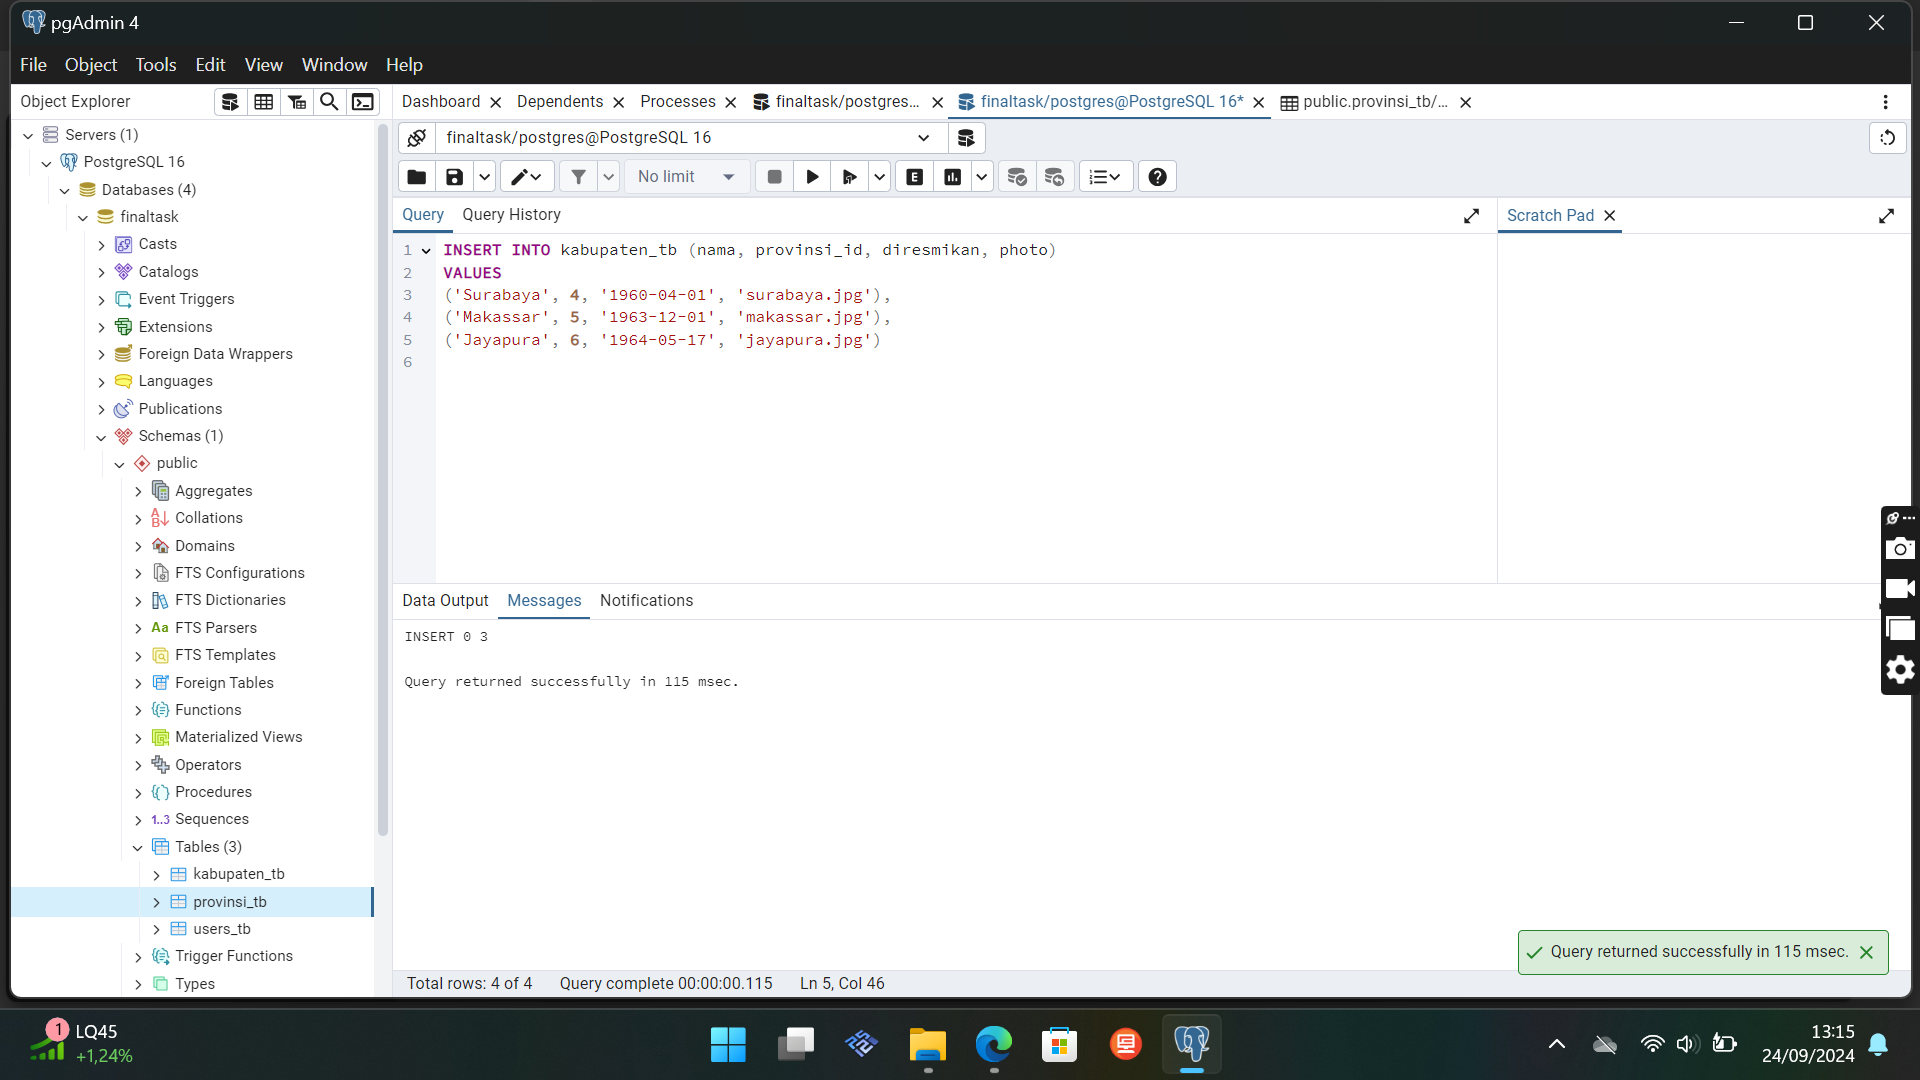 pgAdmin 4
File Object Tools Edit View Window Help
Object Explorer
Dashboard Dependents Processes finaltask/postgres... finaltask/postgres@PostgreSQL 16* public.provinsi_tb/...
Servers (1)
PostgreSQL 16
Databases (4)
finaltask
Casts
Catalogs
Event Triggers
Extensions
Foreign Data Wrappers
Languages
Publications
Schemas (1)
public
Aggregates
Collations
Domains
FTS Configurations
FTS Dictionaries
Aa FTS Parsers
FTS Templates
Foreign Tables
Functions
Materialized Views
Operators
Procedures
1..3 Sequences
Tables (3)
kabupaten_tb
provinsi_tb
users_tb
Trigger Functions
Types
finaltask/postgres@PostgreSQL 16
No limit
E
Query Query History
Scratch Pad
1 INSERT INTO kabupaten_tb (nama, provinsi_id, diresmikan, photo)
2 VALUES
3 ('Surabaya', 4, '1960-04-01', 'surabaya.jpg'),
4 ('Makassar', 5, '1963-12-01', 'makassar.jpg'),
5 ('Jayapura', 6, '1964-05-17', 'jayapura.jpg')
6
Data Output Messages Notifications
INSERT 0 3
Query returned successfully in 115 msec.
Query returned successfully in 115 msec.
Total rows: 4 of 4 Query complete 00:00:00.115 Ln 5, Col 46
1
LQ45
+1,24%
13:15
24/09/2024